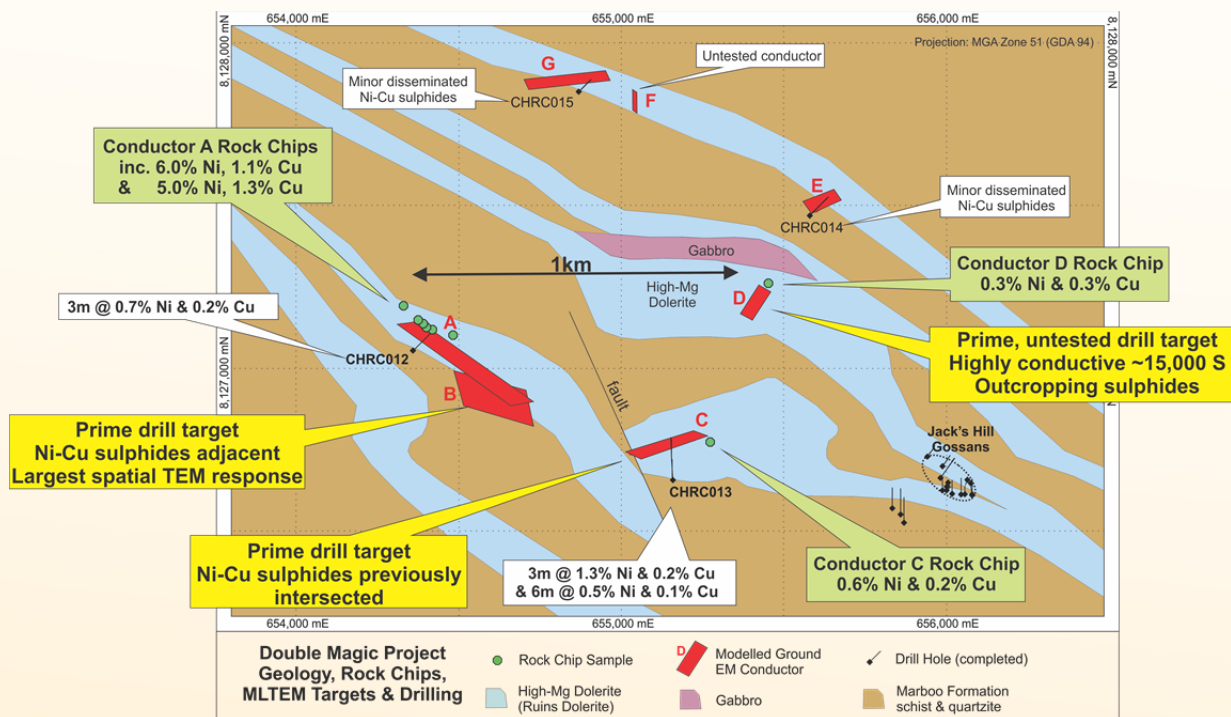 654,000 mE
655,000 mE
656,000 mE
8,128,000 mN
8,128,000 mN
Projection: MGA Zone 51 (GDA 94)
Untested conductor
G
F
Minor disseminated
Ni-Cu sulphides
CHRC015
Conductor A Rock Chips
inc. 6.0% Ni, 1.1% Cu
& 5.0% Ni, 1.3% Cu
E
Minor disseminated
Ni-Cu sulphides
CHRC014
Gabbro
1km
High-Mg
Dolerite
Conductor D Rock Chip
0.3% Ni & 0.3% Cu
D
3m @ 0.7% Ni & 0.2% Cu
A
CHRC012
Prime, untested drill target
Highly conductive ~15,000 S
Outcropping sulphides
8,127,000 mN
B
fault
Prime drill target
Ni-Cu sulphides adjacent
Largest spatial TEM response
C
Jack's Hill
Gossans
CHRC013
Prime drill target
Ni-Cu sulphides previously
intersected
3m @ 1.3% Ni & 0.2% Cu
& 6m @ 0.5% Ni & 0.1% Cu
Conductor C Rock Chip
0.6% Ni & 0.2% Cu
654,000 mE
655,000 mE
656,000 mE
Double Magic Project
Geology, Rock Chips,
MLTEM Targets & Drilling
Rock Chip Sample
D
Modelled Ground
EM Conductor
Drill Hole (completed)
High-Mg Dolerite
(Ruins Dolerite)
Gabbro
Marboo Formation
schist & quartzite